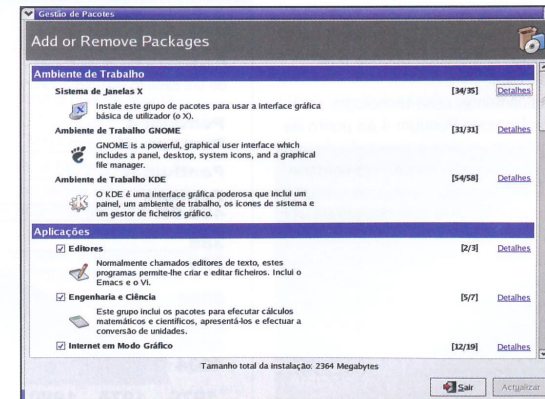 Gestão de Pacotes
Add or Remove Packages
Ambiente de Trabalho
Sistema de Janelas X [34/35] Detalhes
Instale este grupo de pacotes para usar a interface gráfica
básica de utilizador (o X).
Ambiente de Trabalho GNOME [31/31] Detalhes
GNOME is a powerful, graphical user interface which
includes a panel, desktop, system icons, and a graphical
file manager.
Ambiente de Trabalho KDE [54/58] Detalhes
O KDE é uma interface gráfica poderosa que inclui um
painel, um ambiente de trabalho, os ícones de sistema e
um gestor de ficheiros gráfico.
Aplicações
Editores [2/3] Detalhes
Normalmente chamados editores de texto, estes
programas permite-lhe criar e editar ficheiros. Inclui o
Emacs e o Vi.
Engenharia e Ciência [5/7] Detalhes
Este grupo inclui os pacotes para efecutar cálculos
matemáticos e científicos, apresentá-los e efectuar a
conversão de unidades.
Internet em Modo Gráfico [12/19] Detalhes
Tamanho total da instalação: 2364 Megabytes
Sair Actualizar